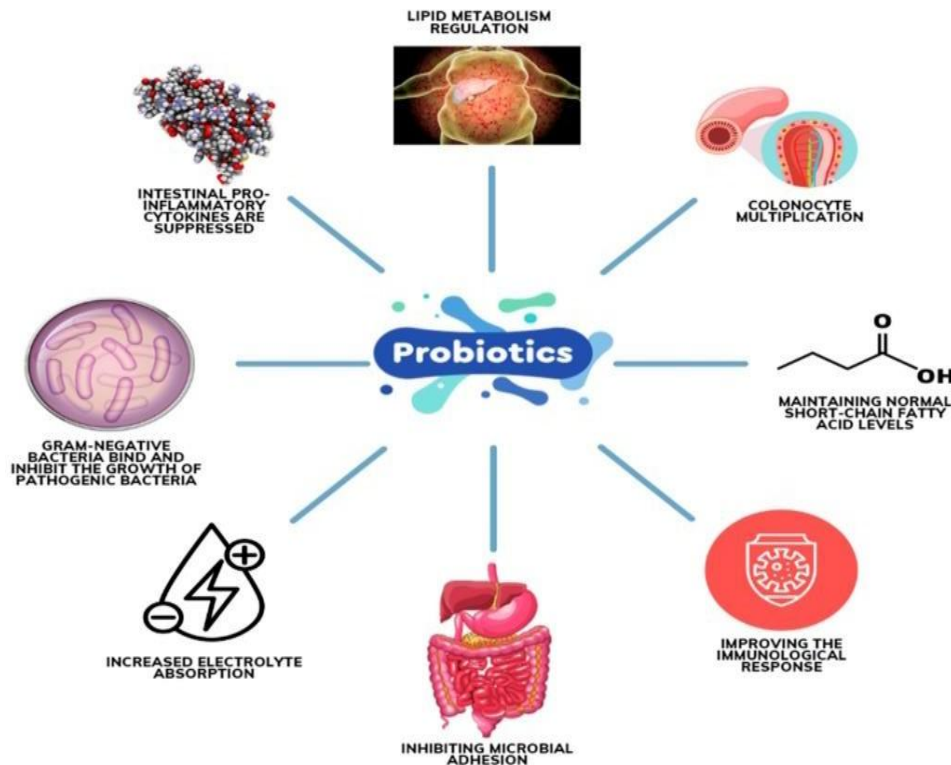 LIPID METABOLISM
REGULATION
INTESTINAL PRO-
INFLAMMATORY
CYTOKINES ARE
SUPPRESSED
COLONOCYTE
MULTIPLICATION
Probiotics
O
OH
MAINTAINING NORMAL
SHORT-CHAIN FATTY
ACID LEVELS
GRAM-NEGATIVE
BACTERIA BIND AND
INHIBIT THE GROWTH OF
PATHOGENIC BACTERIA
INCREASED ELECTROLYTE
ABSORPTION
IMPROVING THE
IMMUNOLOGICAL
RESPONSE
INHIBITING MICROBIAL
ADHESION